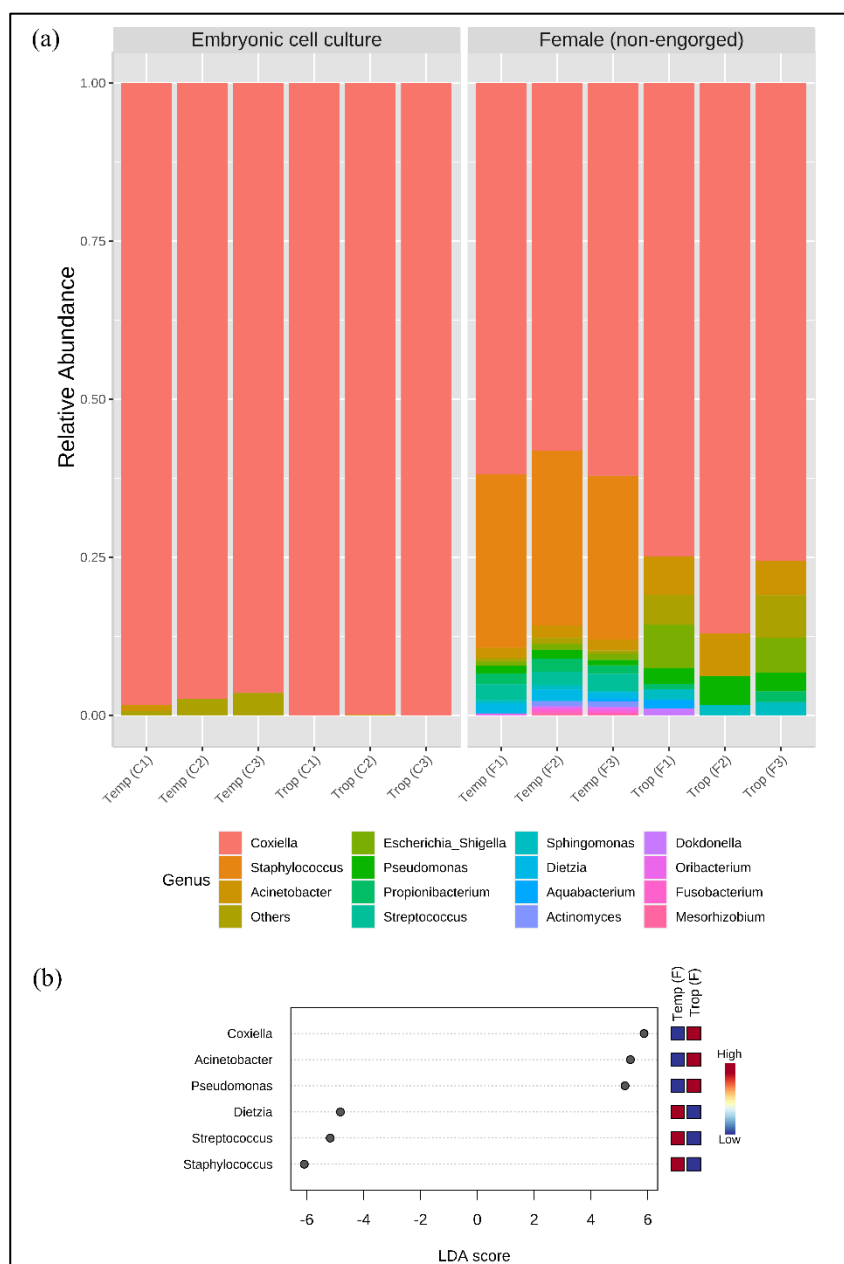 (a)
Embryonic cell culture
Female (non-engorged)
1.00
0.75
0.50
0.25
0.00
Relative Abundance
Temp (C1)
Temp (C2)
Temp (C3)
Trop (C1)
Trop (C2)
Trop (C3)
Temp (F1)
Temp (F2)
Temp (F3)
Trop (F1)
Trop (F2)
Trop (F3)
Genus
Coxiella
Staphylococcus
Acinetobacter
Others
Escherichia_Shigella
Pseudomonas
Propionibacterium
Streptococcus
Sphingomonas
Dietzia
Aquabacterium
Actinomyces
Dokdonella
Oribacterium
Fusobacterium
Mesorhizobium
(b)
Temp (F)
Trop (F)
Coxiella
Acinetobacter
Pseudomonas
Dietzia
Streptococcus
Staphylococcus
High
Low
-6 -4 -2 0 2 4 6
LDA score